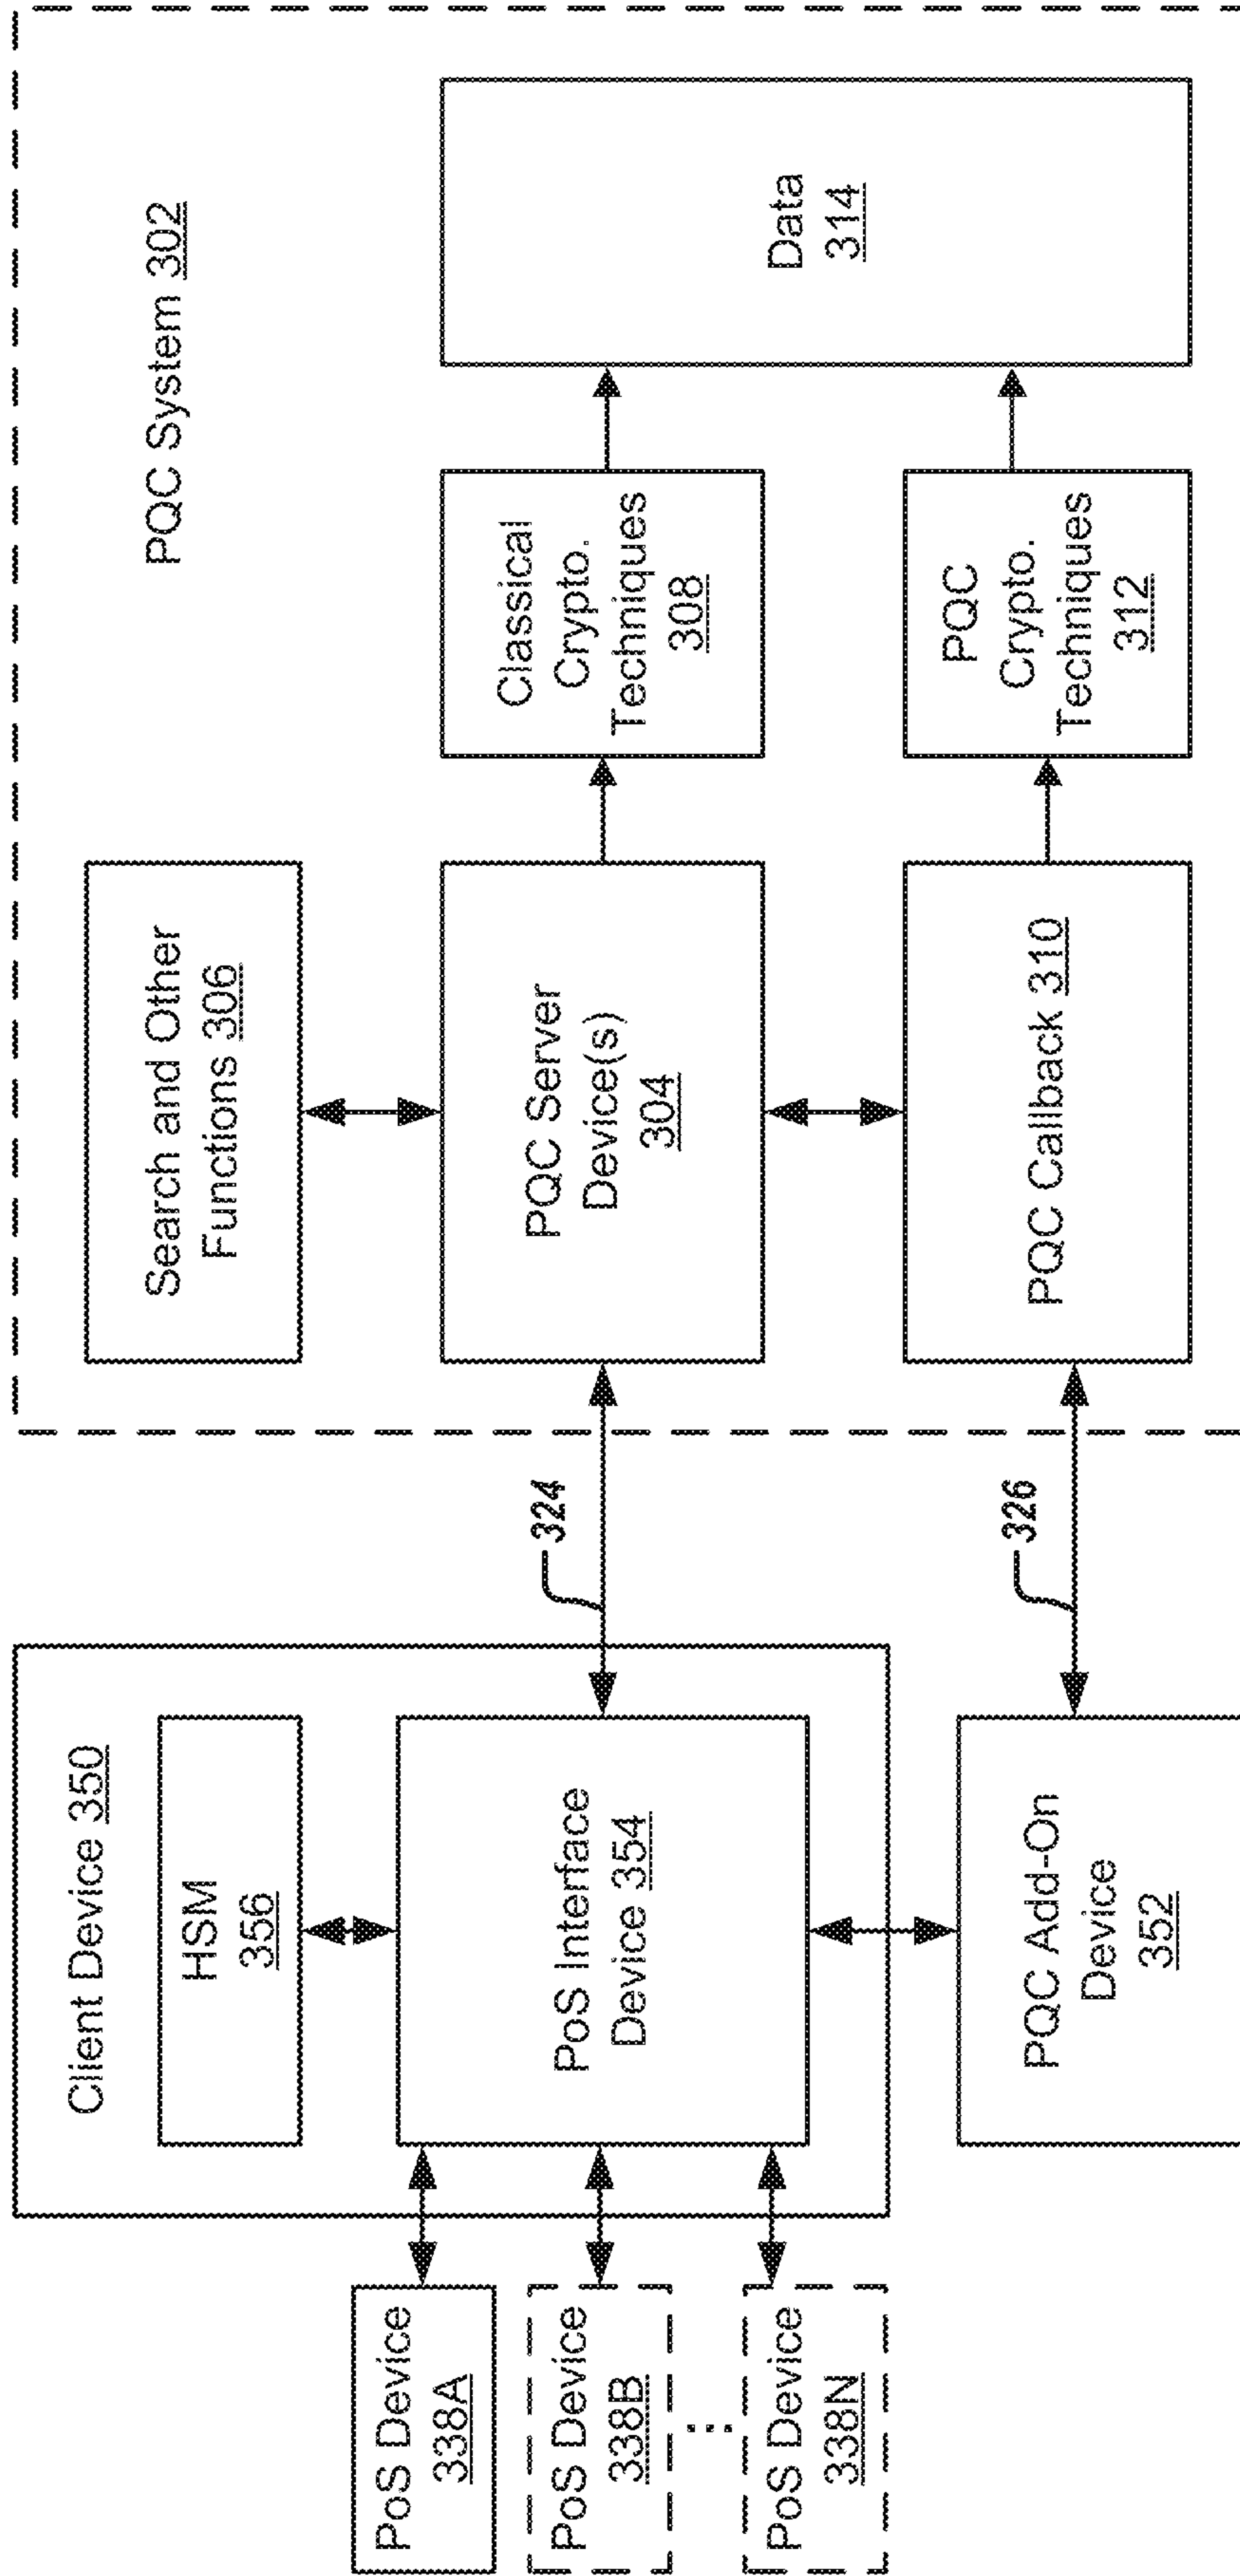 PQC System 302
Search and Other
Functions 306
PQC Server
Device(s)
304
Classical
Crypto.
Techniques
308
Data
314
PQC Callback 310
PQC
Crypto.
Techniques
312
324
326
Client Device 350
HSM
356
PoS Interface
Device 354
PQC Add-On
Device
352
PoS Device
338A
PoS Device
338B
...
PoS Device
338N